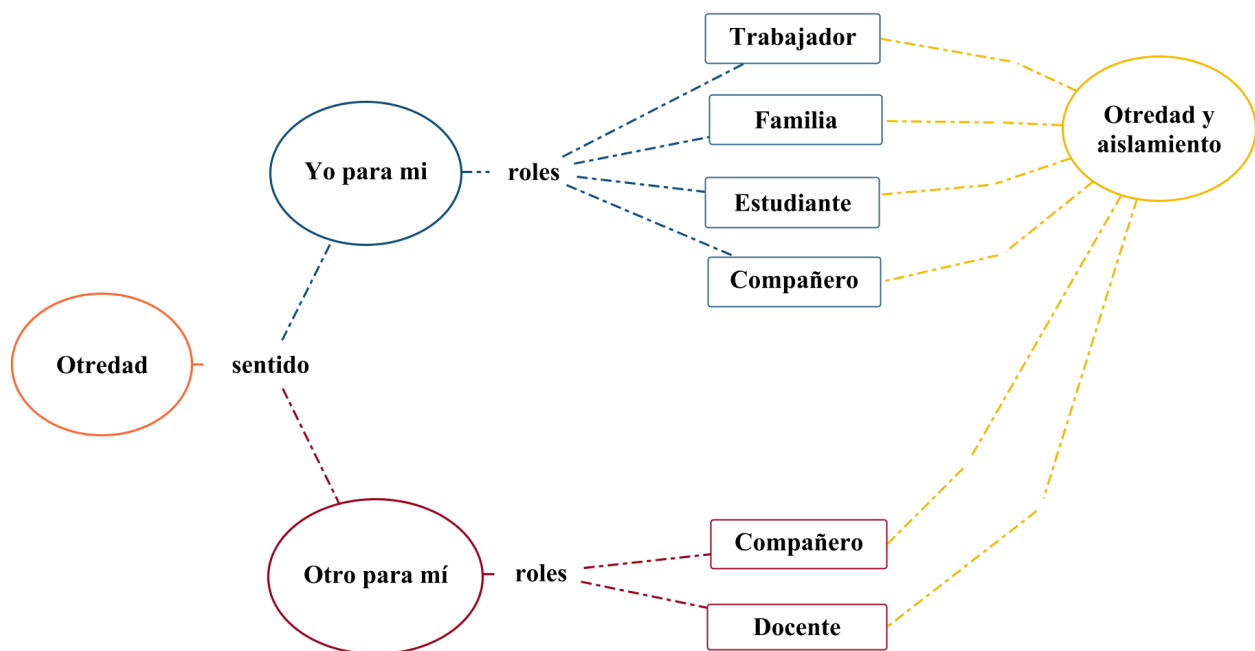 Otredad
sentido
Yo para mi
roles
Trabajador
Familia
Estudiante
Compañero
Otro para mí
roles
Compañero
Docente
Otredad y
aislamiento